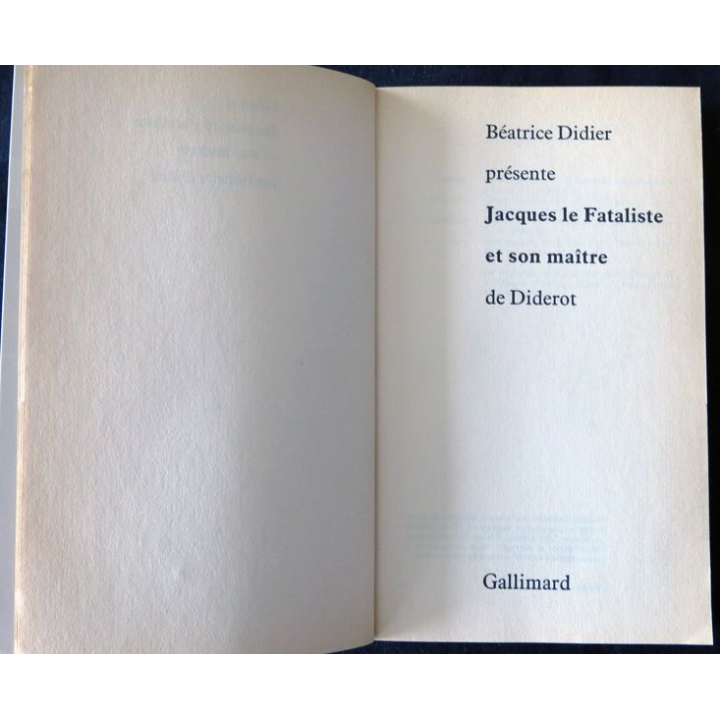 Béatrice Didier
présente
Jacques le Fataliste
et son maître
de Diderot
Gallimard